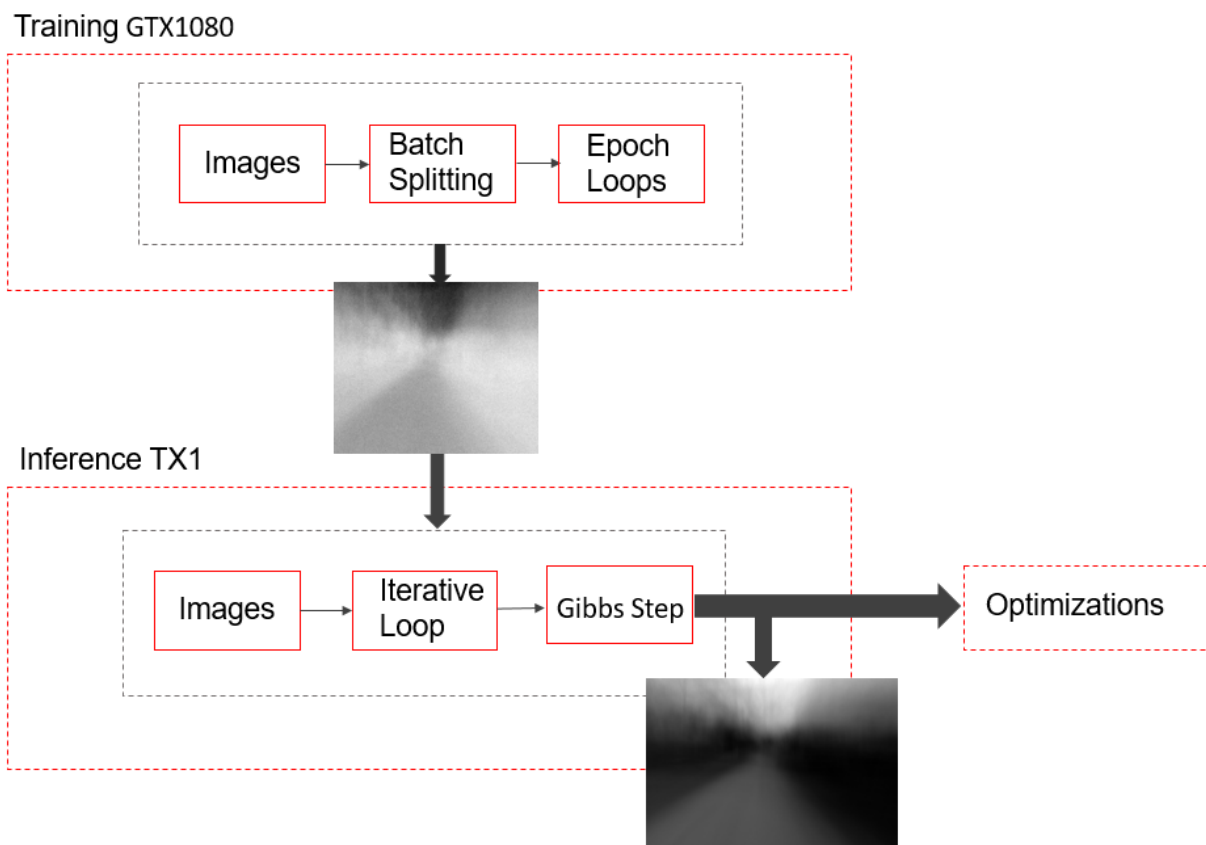 Training GTX1080
Images
Batch
Splitting
Epoch
Loops
Inference TX1
Images
Iterative
Loop
Gibbs Step
Optimizations